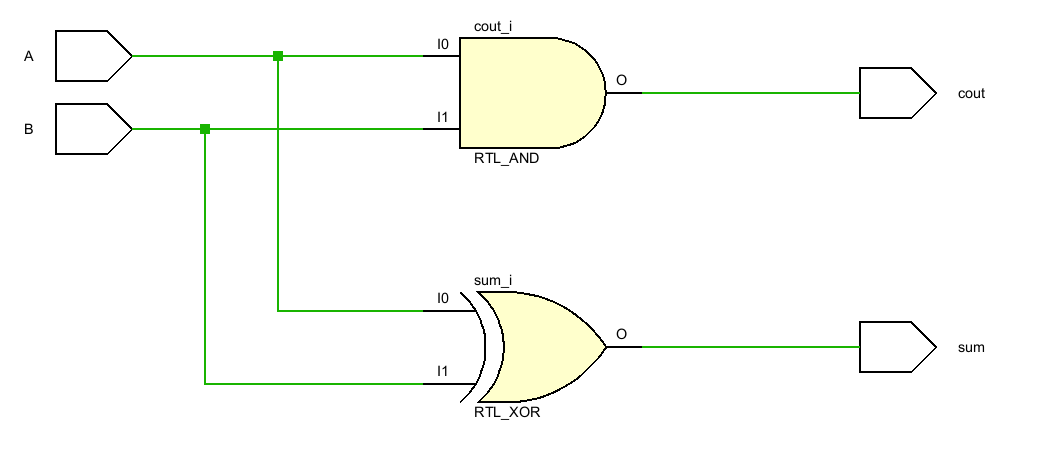 cout_i
A
I0
O
cout
B
I1
RTL_AND
sum_i
I0
O
sum
I1
RTL_XOR